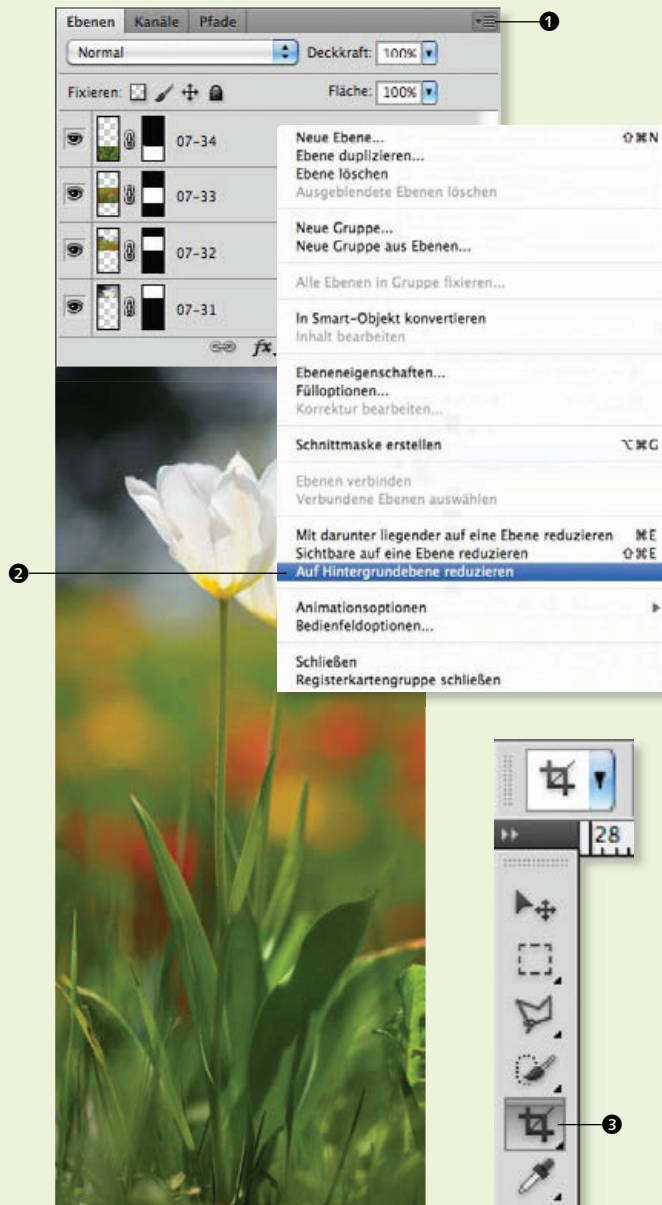 Ebenen Kanäle Pfade
❶
Normal Deckkraft: 100%
Fixieren: Fläche: 100%
07-34
07-33
07-32
07-31
fx.
Neue Ebene... ⇧⌘N
Ebene duplizieren...
Ebene löschen
Ausgeblendete Ebenen löschen
Neue Gruppe...
Neue Gruppe aus Ebenen...
Alle Ebenen in Gruppe fixieren...
In Smart-Objekt konvertieren
Inhalt bearbeiten
Ebeneneigenschaften...
Fülloptionen...
Korrektur bearbeiten...
Schnittmaske erstellen ⌥⌘G
Ebenen verbinden
Verbundene Ebenen auswählen
Mit darunter liegender auf eine Ebene reduzieren ⌘E
Sichtbare auf eine Ebene reduzieren ⇧⌘E
❷
Auf Hintergrundebene reduzieren
Animationsoptionen
Bedienfeldoptionen...
Schließen
Registerkartengruppe schließen
28
❸